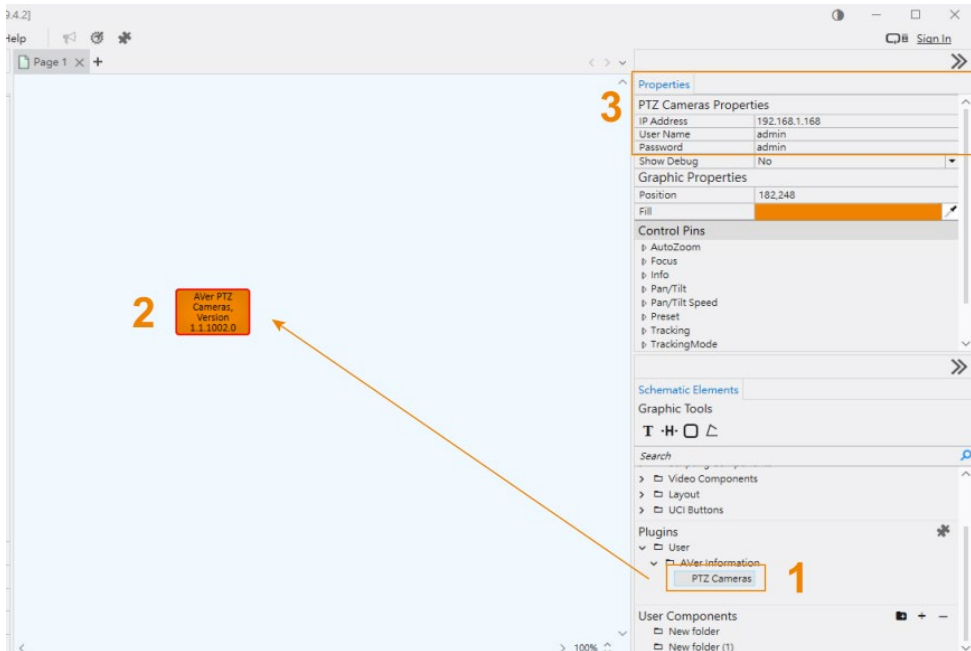 9.4.2]
Help
Sign In
Page 1
Properties
3
PTZ Cameras Properties
IP Address 192.168.1.168
User Name admin
Password admin
Show Debug No
Graphic Properties
Position 182,248
Fill
Control Pins
AutoZoom
Focus
Info
Pan/Tilt
Pan/Tilt Speed
Preset
Tracking
TrackingMode
2
AVer PTZ
Cameras,
Version
1.1.1002.0
Schematic Elements
Graphic Tools
T
Search
Video Components
Layout
UCI Buttons
Plugins
User
AVer Information
PTZ Cameras
1
User Components
New folder
New folder (1)
100%